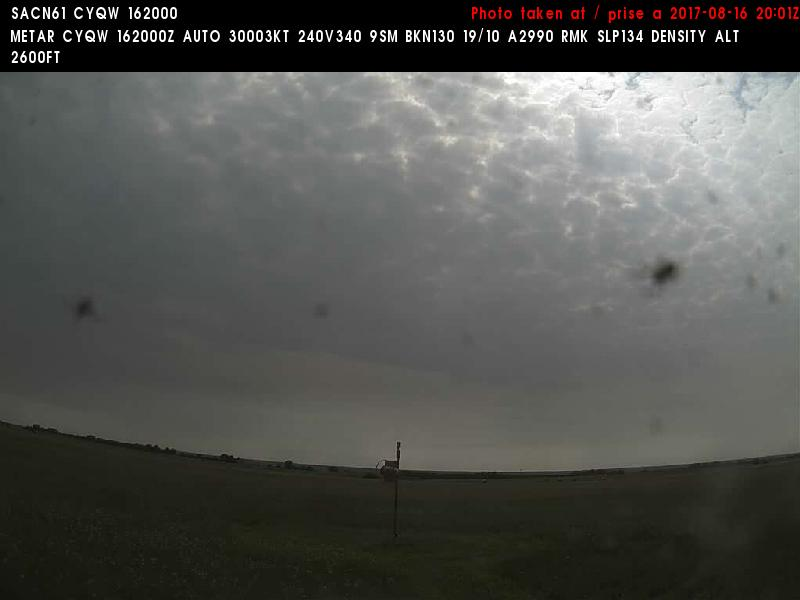 SACN61 CYQW 162000
Photo taken at / prise a 2017-08-16 20:01Z
METAR CYQW 162000Z AUTO 30003KT 240V340 9SM BKN130 19/10 A2990 RMK SLP134 DENSITY ALT
2600FT